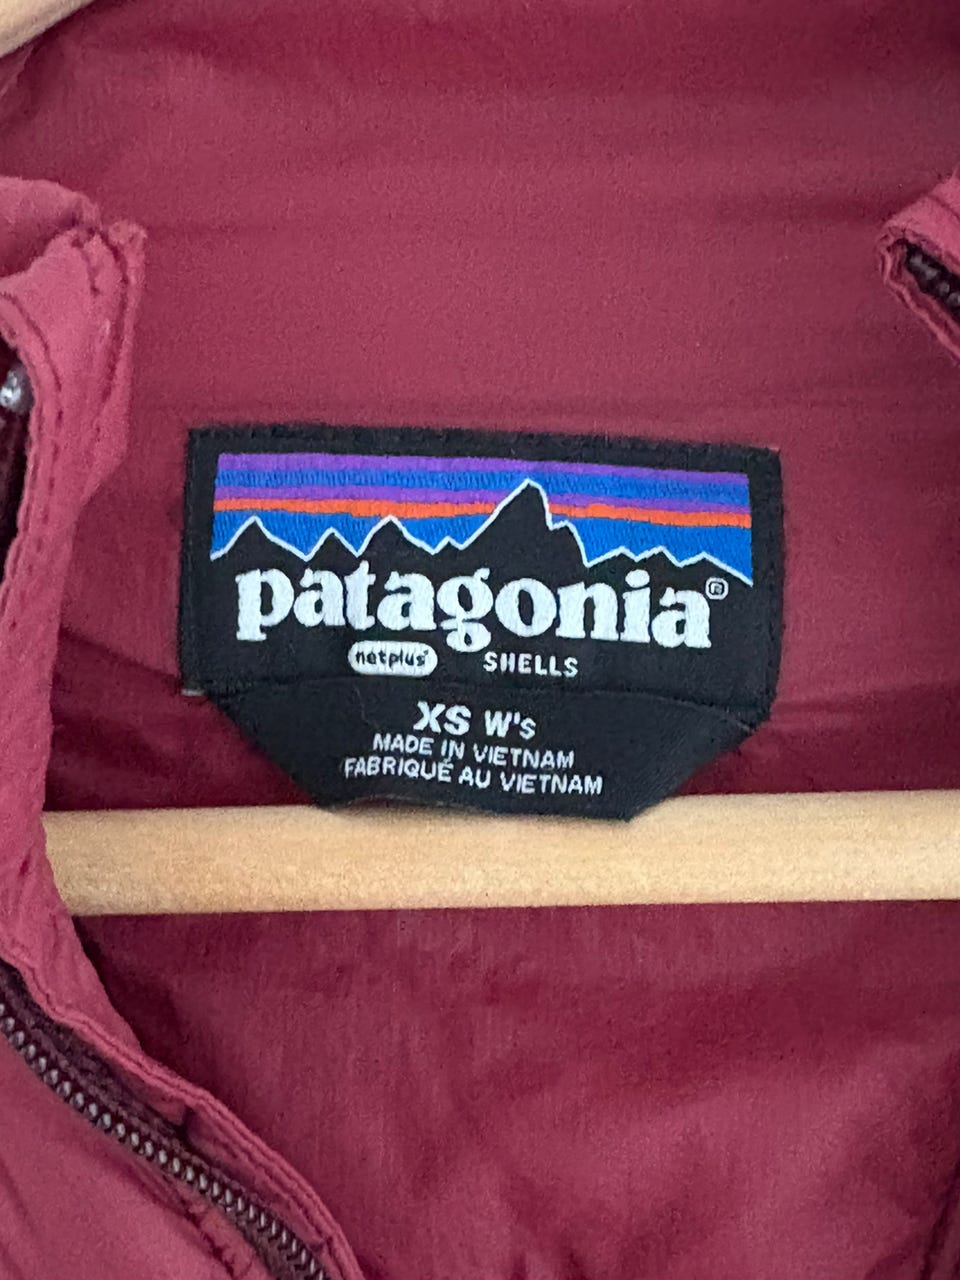 patagonia®
netplus® SHELLS
XS W's
MADE IN VIETNAM
FABRIQUÉ AU VIETNAM